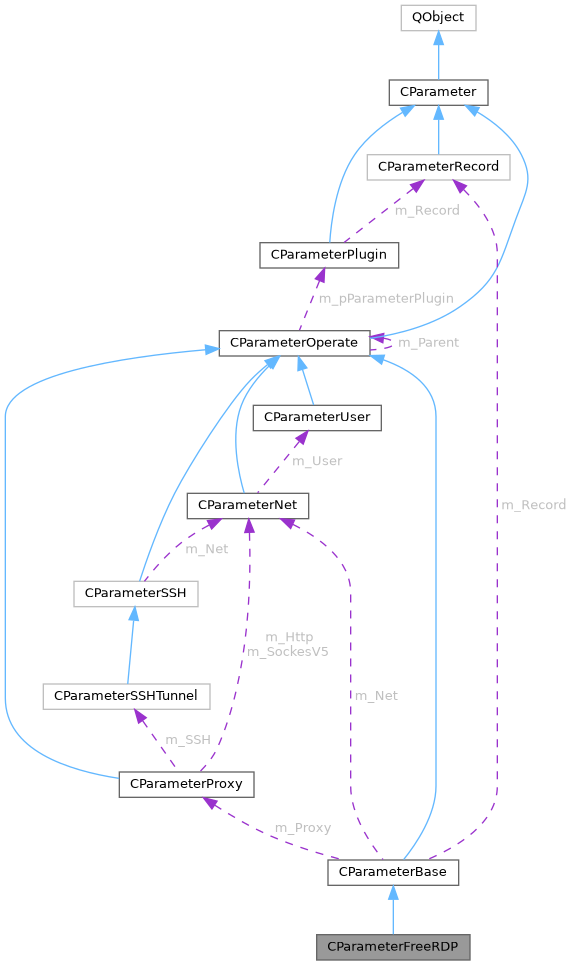 QObject
CParameter
CParameterRecord
m_Record
CParameterPlugin
m_pParameterPlugin
CParameterOperate
m_Parent
CParameterUser
m_User
CParameterNet
m_Record
m_Net
CParameterSSH
m_Http
m_SockesV5
CParameterSSHTunnel
m_Net
m_SSH
CParameterProxy
m_Proxy
CParameterBase
CParameterFreeRDP